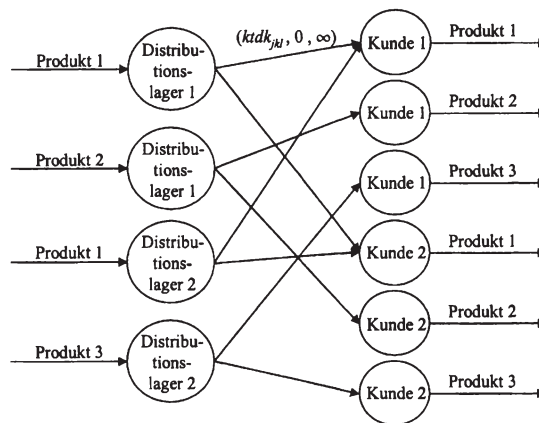 (ktdk_jkl, 0, ∞)
Produkt 1
Distribu-
tions-
lager 1
Kunde 1
Produkt 1
Produkt 2
Distribu-
tions-
lager 1
Kunde 1
Produkt 2
Kunde 1
Produkt 3
Produkt 1
Distribu-
tions-
lager 2
Kunde 2
Produkt 1
Kunde 2
Produkt 2
Produkt 3
Distribu-
tions-
lager 2
Kunde 2
Produkt 3